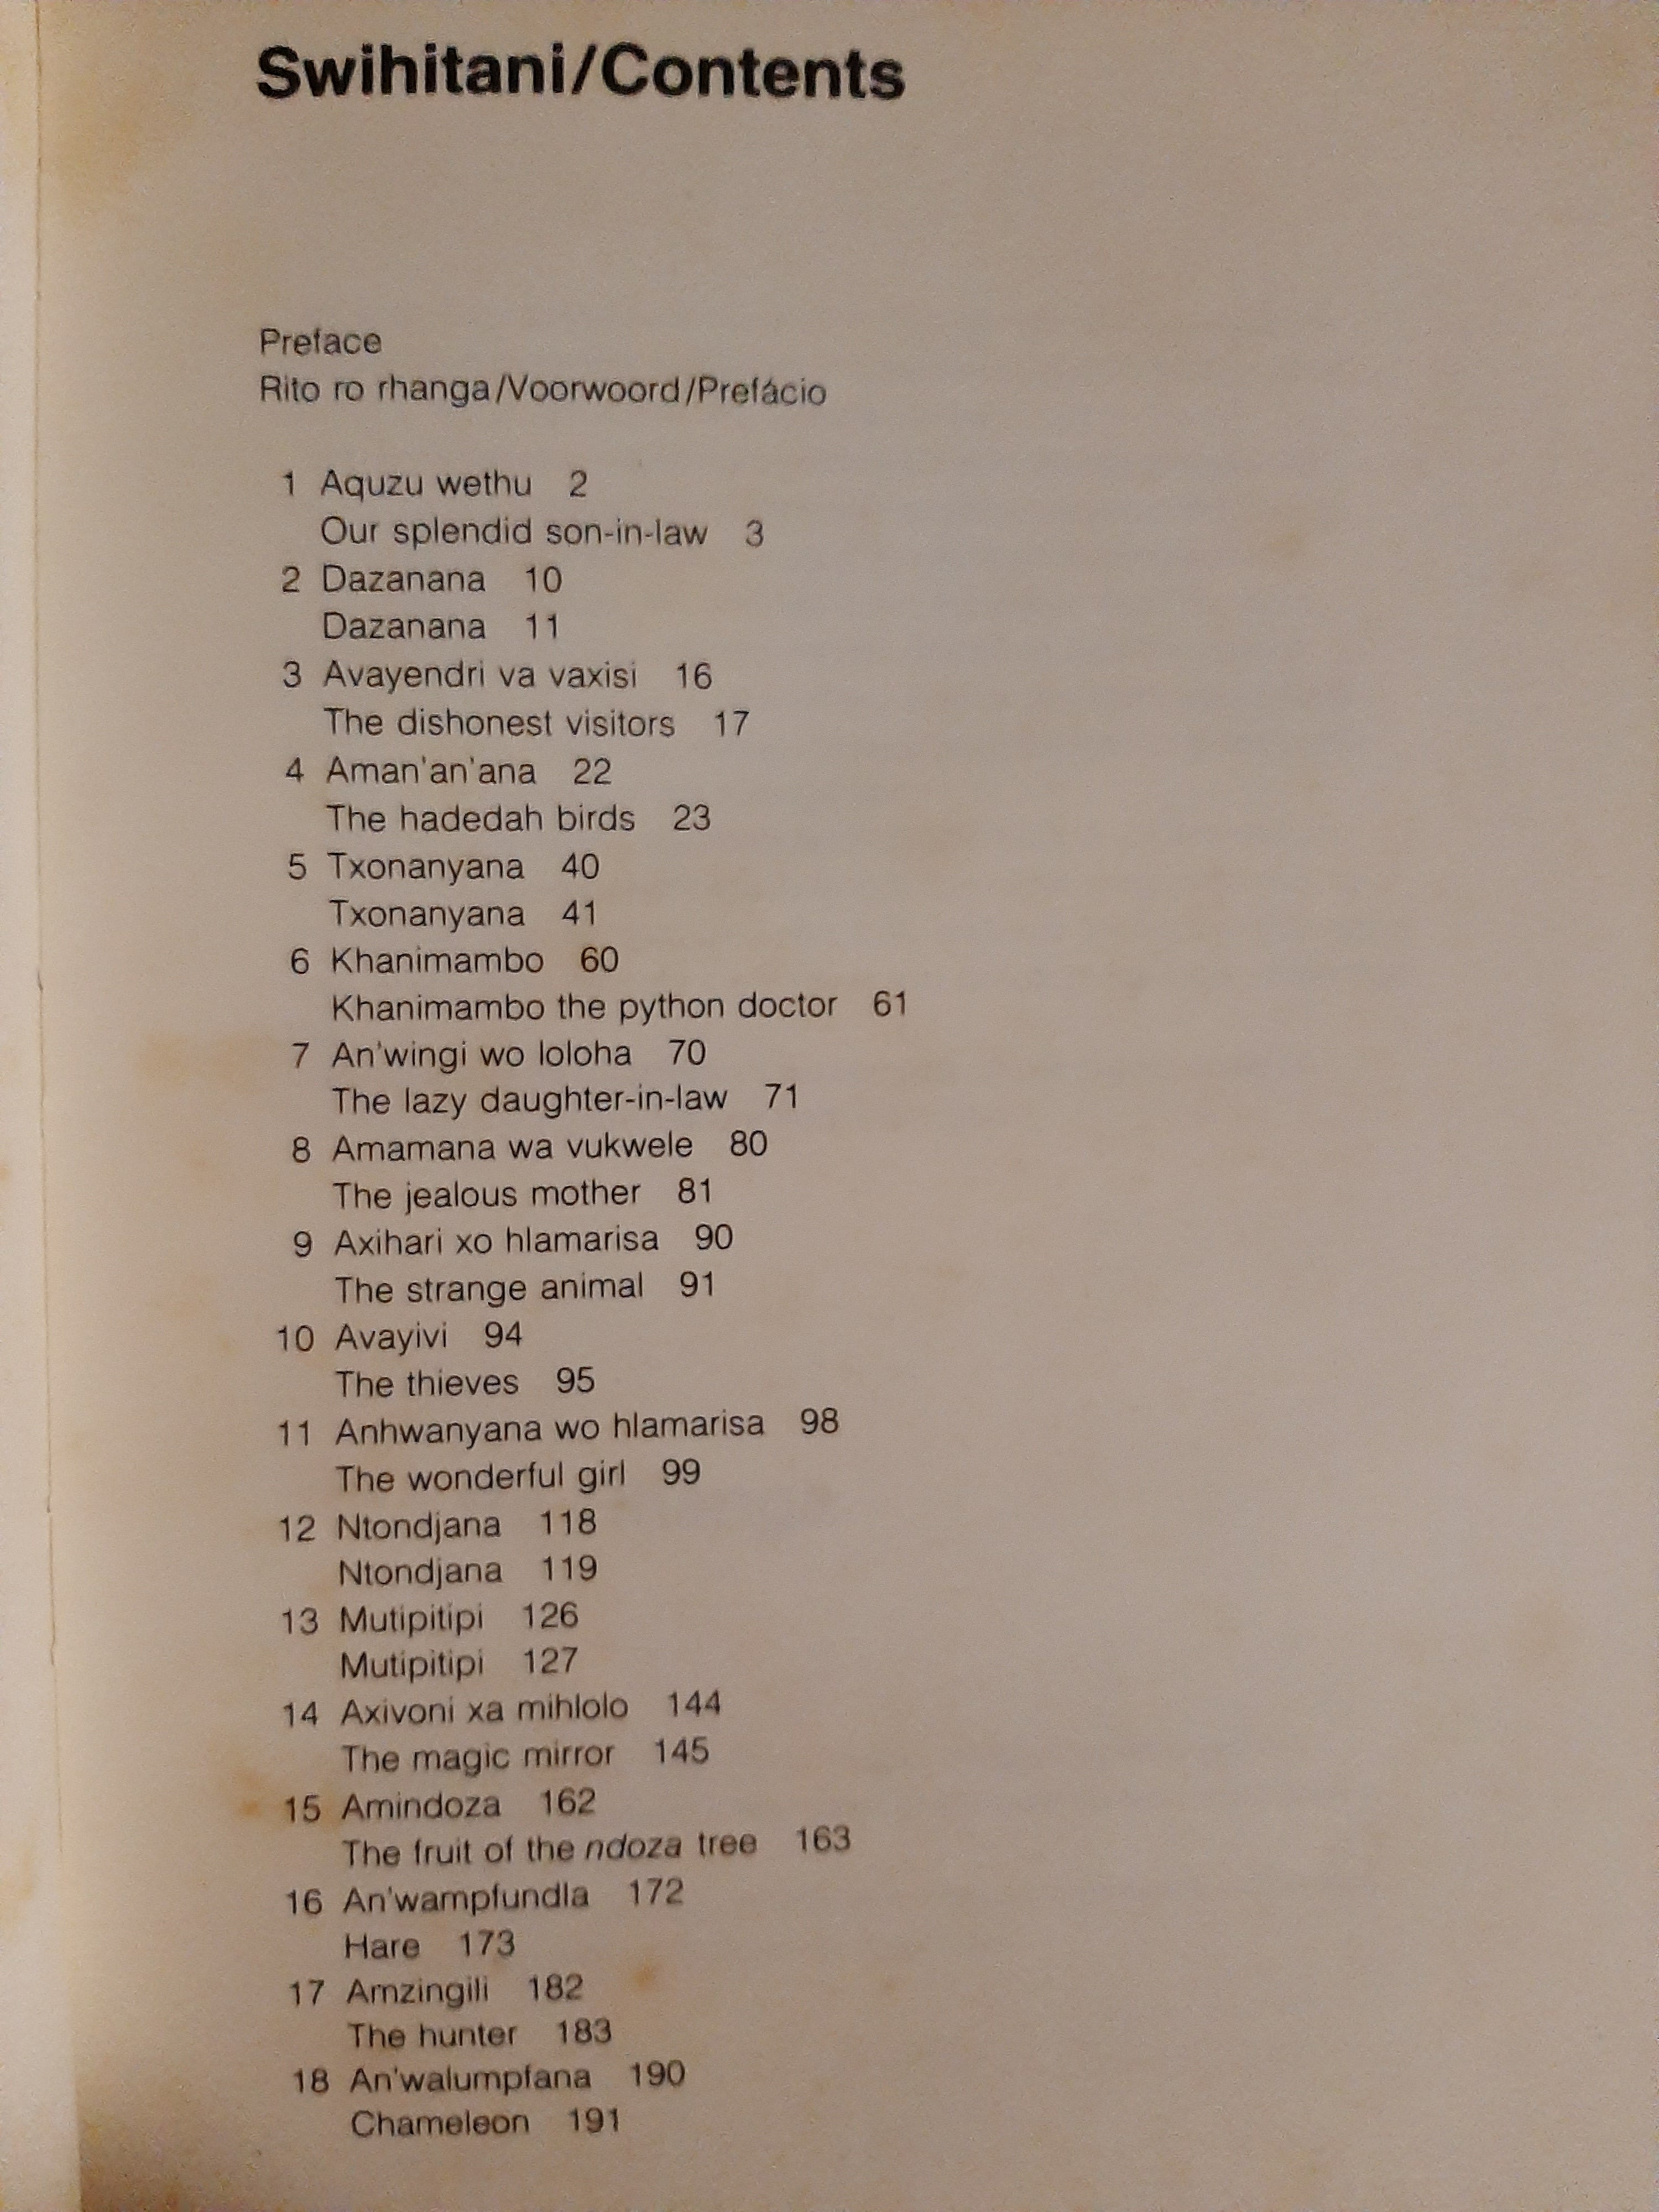 Swihitani/Contents
Preface
Rito ro rhanga/Voorwoord/Prefácio
1 Aquzu wethu 2
Our splendid son-in-law 3
2 Dazanana 10
Dazanana 11
3 Avayendri va vaxisi 16
The dishonest visitors 17
4 Aman'an'ana 22
The hadedah birds 23
5 Txonanyana 40
Txonanyana 41
6 Khanimambo 60
Khanimambo the python doctor 61
7 An'wingi wo loloha 70
The lazy daughter-in-law 71
8 Amamana wa vukwele 80
The jealous mother 81
9 Axihari xo hlamarisa 90
The strange animal 91
10 Avayivi 94
The thieves 95
11 Anhwanyana wo hlamarisa 98
The wonderful girl 99
12 Ntondjana 118
Ntondjana 119
13 Mutipitipi 126
Mutipitipi 127
14 Axivoni xa mihlolo 144
The magic mirror 145
15 Amindoza 162
The fruit of the ndoza tree 163
16 An'wampfundla 172
Hare 173
17 Amzingili 182
The hunter 183
18 An'walumpfana 190
Chameleon 191